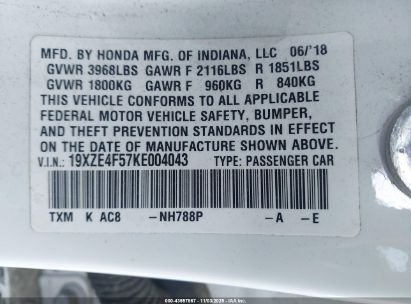 MFD. BY HONDA MFG. OF INDIANA, LLC 06/'18
GVWR 3968LBS GAWR F 2116LBS R 1851LBS
GVWR 1800KG GAWR F 960KG R 840KG
THIS VEHICLE CONFORMS TO ALL APPLICABLE
FEDERAL MOTOR VEHICLE SAFETY, BUMPER,
AND THEFT PREVENTION STANDARDS IN EFFECT
ON THE DATE OF MANUFACTURE SHOWN ABOVE.
V.I.N.: 19XZE4F57KE004043 TYPE: PASSENGER CAR
TXM K AC8 -NH788P -A -E